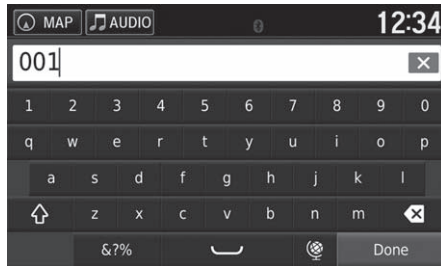 MAP AUDIO 12:34
001
1 2 3 4 5 6 7 8 9 0
q w e r t y u i o p
a s d f g h j k l
z x c v b n m
&?% Done